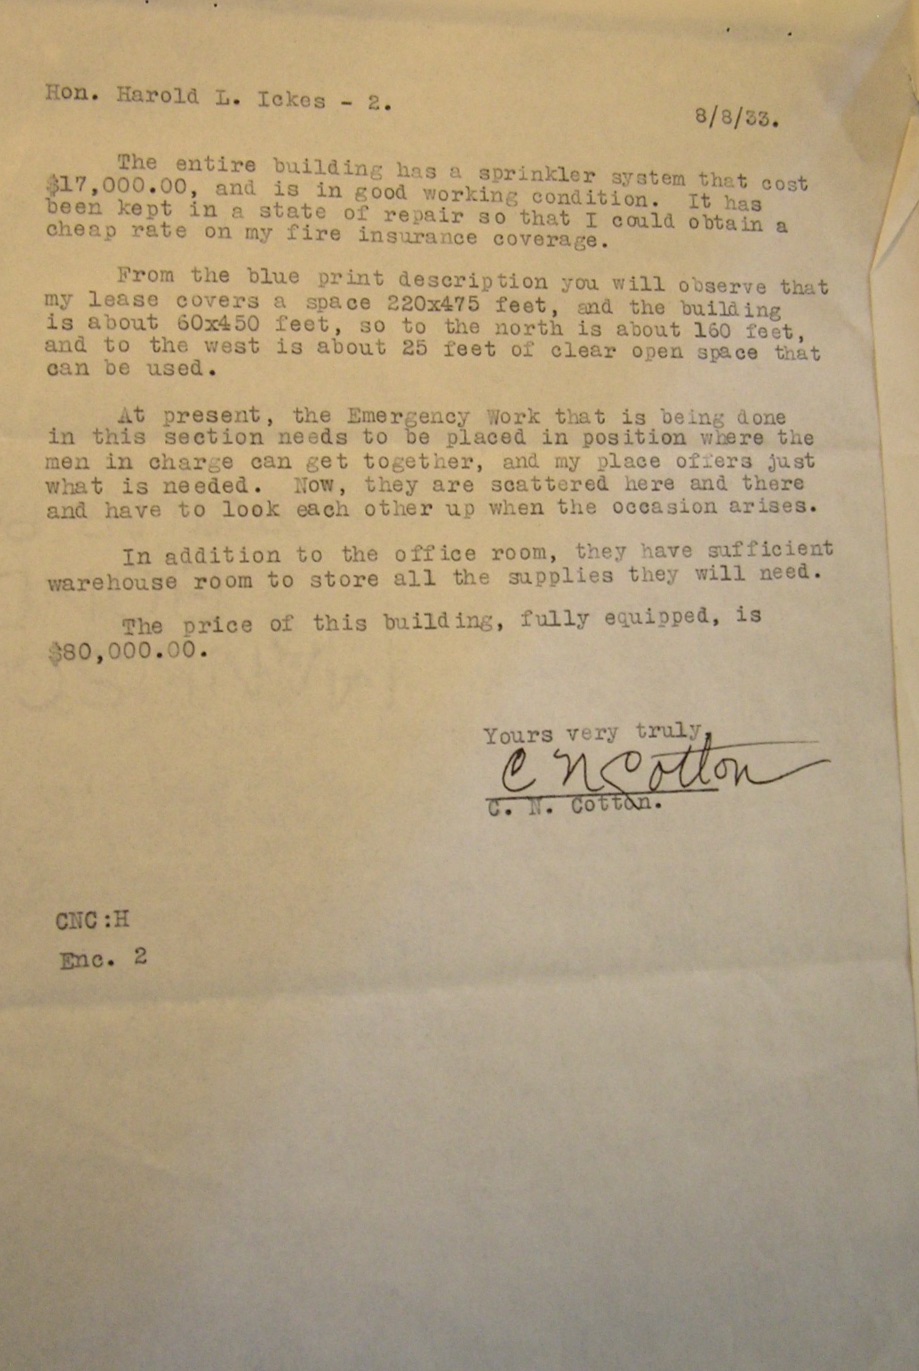 Hon. Harold L. Ickes - 2.
8/8/33.
The entire building has a sprinkler system that cost
$17,000.00, and is in good working condition. It has
been kept in a state of repair so that I could obtain a
cheap rate on my fire insurance coverage.
From the blue print description you will observe that
my lease covers a space 220x475 feet, and the building
is about 60x450 feet, so to the north is about 160 feet,
and to the west is about 25 feet of clear open space that
can be used.
At present, the Emergency Work that is being done
in this section needs to be placed in position where the
men in charge can get together, and my place offers just
what is needed. Now, they are scattered here and there
and have to look each other up when the occasion arises.
In addition to the office room, they have sufficient
warehouse room to store all the supplies they will need.
The price of this building, fully equipped, is
$80,000.00.
Yours very truly,
C N Cotton
C. N. Cotton.
CNC:H
Enc. 2